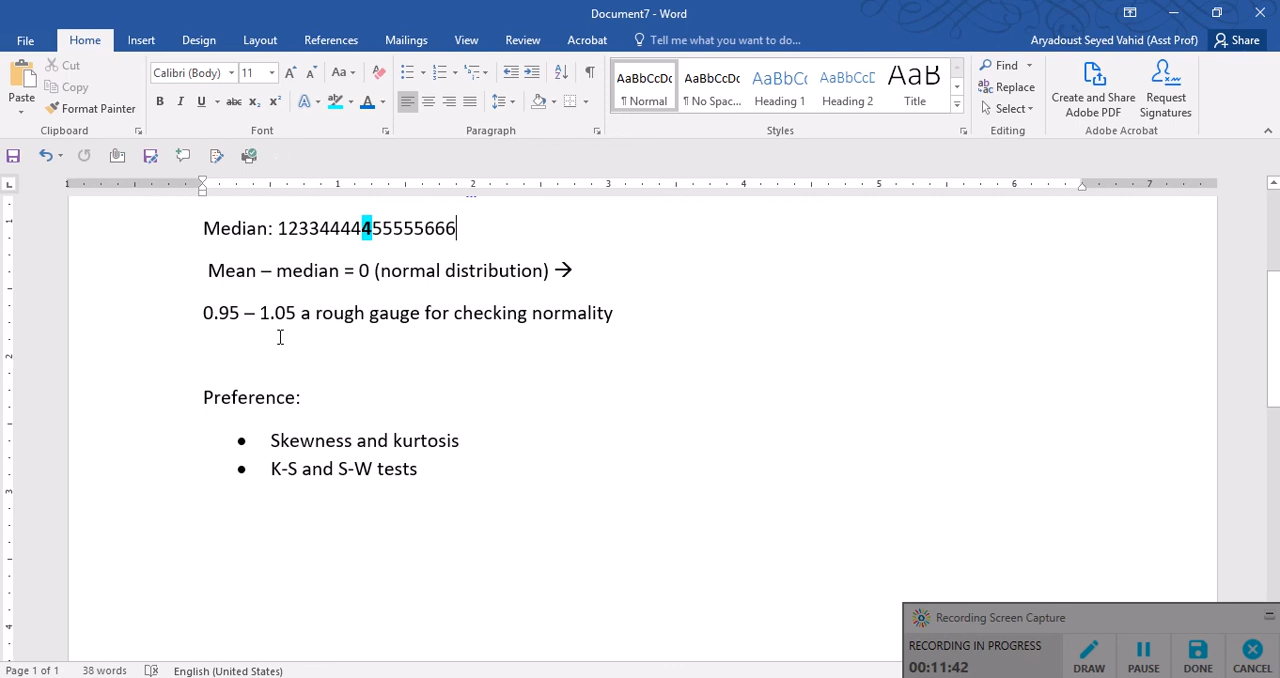 Document7 - Word
Aryadoust Seyed Vahid (Asst Prof) Share
File Home Insert Design Layout References Mailings View Review Acrobat Tell me what you want to do...
Paste Cut Copy Format Painter
Calibri (Body) 11
AaBbCcDc AaBbCcDc AaBbCc AaBbCcD AaB
¶ Normal ¶ No Spac... Heading 1 Heading 2 Title
Find Replace Select
Create and Share Adobe PDF Request Signatures
Clipboard Font Paragraph Styles Editing Adobe Acrobat
Median: 1233444445555566
Mean – median = 0 (normal distribution) →
0.95 – 1.05 a rough gauge for checking normality
Preference:
• Skewness and kurtosis
• K-S and S-W tests
Recording Screen Capture
RECORDING IN PROGRESS
00:11:42
DRAW PAUSE DONE CANCEL
Page 1 of 1 38 words English (United States)